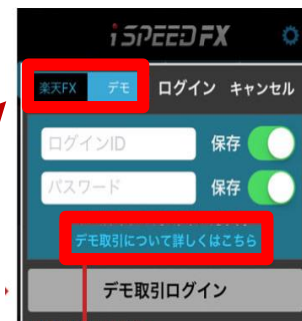 iSPEED FX
楽天FX デモ ログイン キャンセル
ログインID 保存
パスワード 保存
デモ取引について詳しくはこちら
デモ取引ログイン